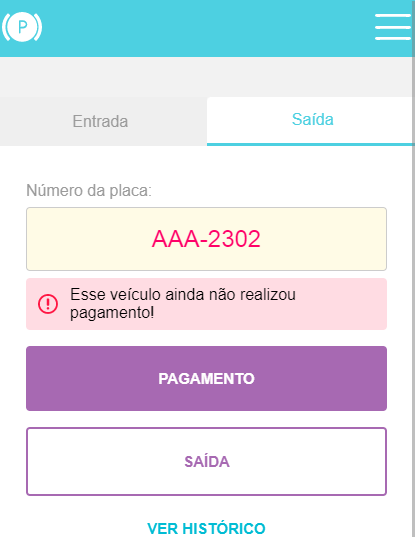 P
Entrada
Saída
Número da placa:
AAA-2302
Esse veículo ainda não realizou
pagamento!
PAGAMENTO
SAÍDA
VER HISTÓRICO